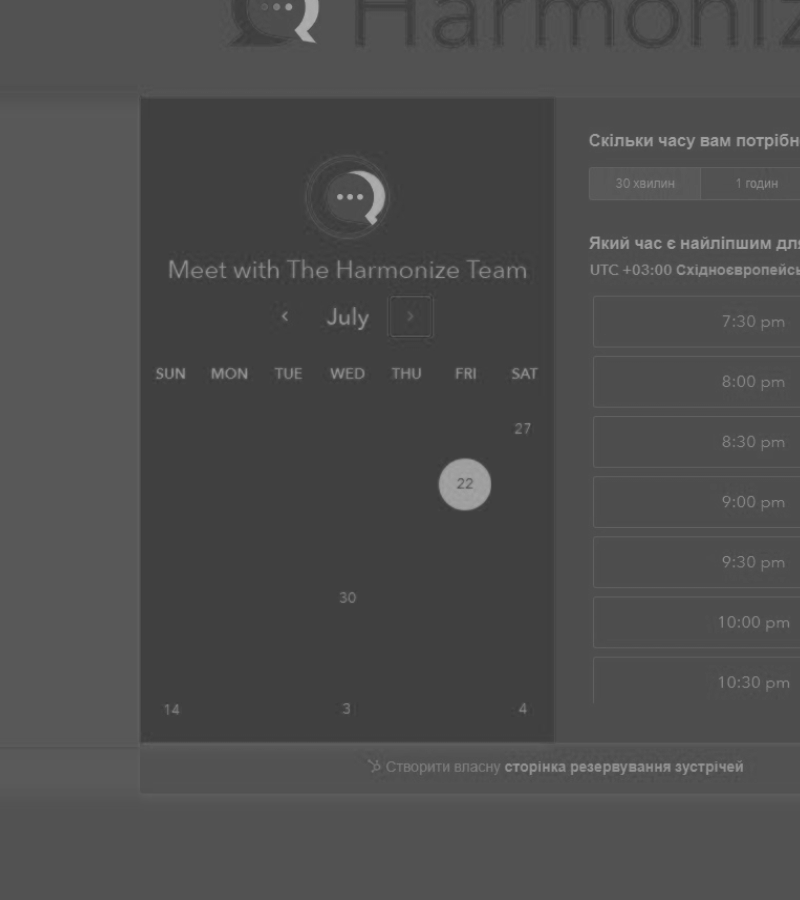 Harmoniz
Meet with The Harmonize Team
July
SUN MON TUE WED THU FRI SAT
27
22
30
14 3 4
Скільки часу вам потрібн
30 хвилин 1 годин
Який час є найліпшим для
UTC +03:00 Східноєвропейсь
7:30 pm
8:00 pm
8:30 pm
9:00 pm
9:30 pm
10:00 pm
10:30 pm
Створити власну сторінка резервування зустрічей